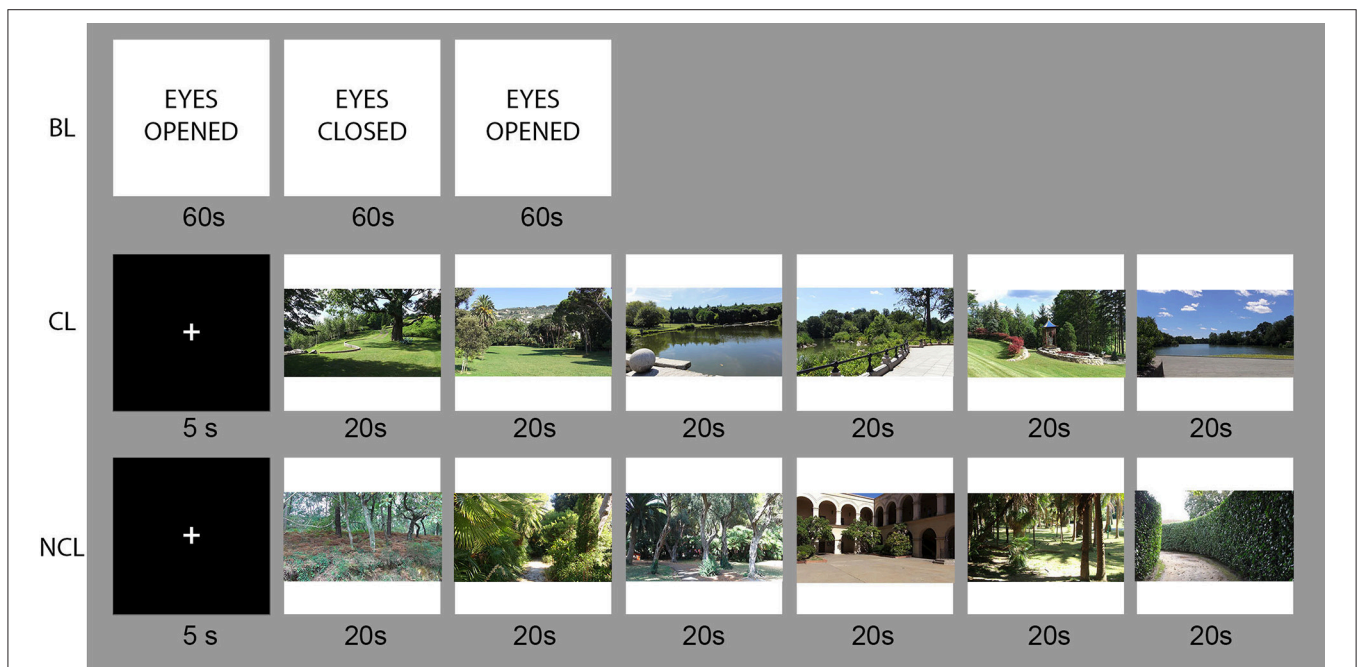 BL
EYES
OPENED
EYES
CLOSED
EYES
OPENED
60s 60s 60s
CL
+
5 s 20s 20s 20s 20s 20s 20s
NCL
+
5 s 20s 20s 20s 20s 20s 20s